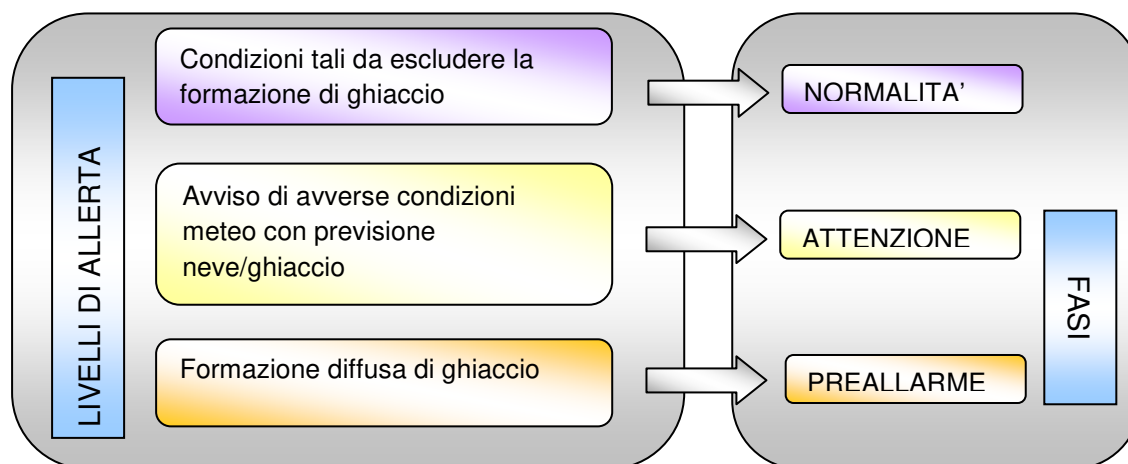 LIVELLI DI ALLERTA
Condizioni tali da escludere la
formazione di ghiaccio
NORMALITA’
Avviso di avverse condizioni
meteo con previsione
neve/ghiaccio
ATTENZIONE
Formazione diffusa di ghiaccio
PREALLARME
FASI